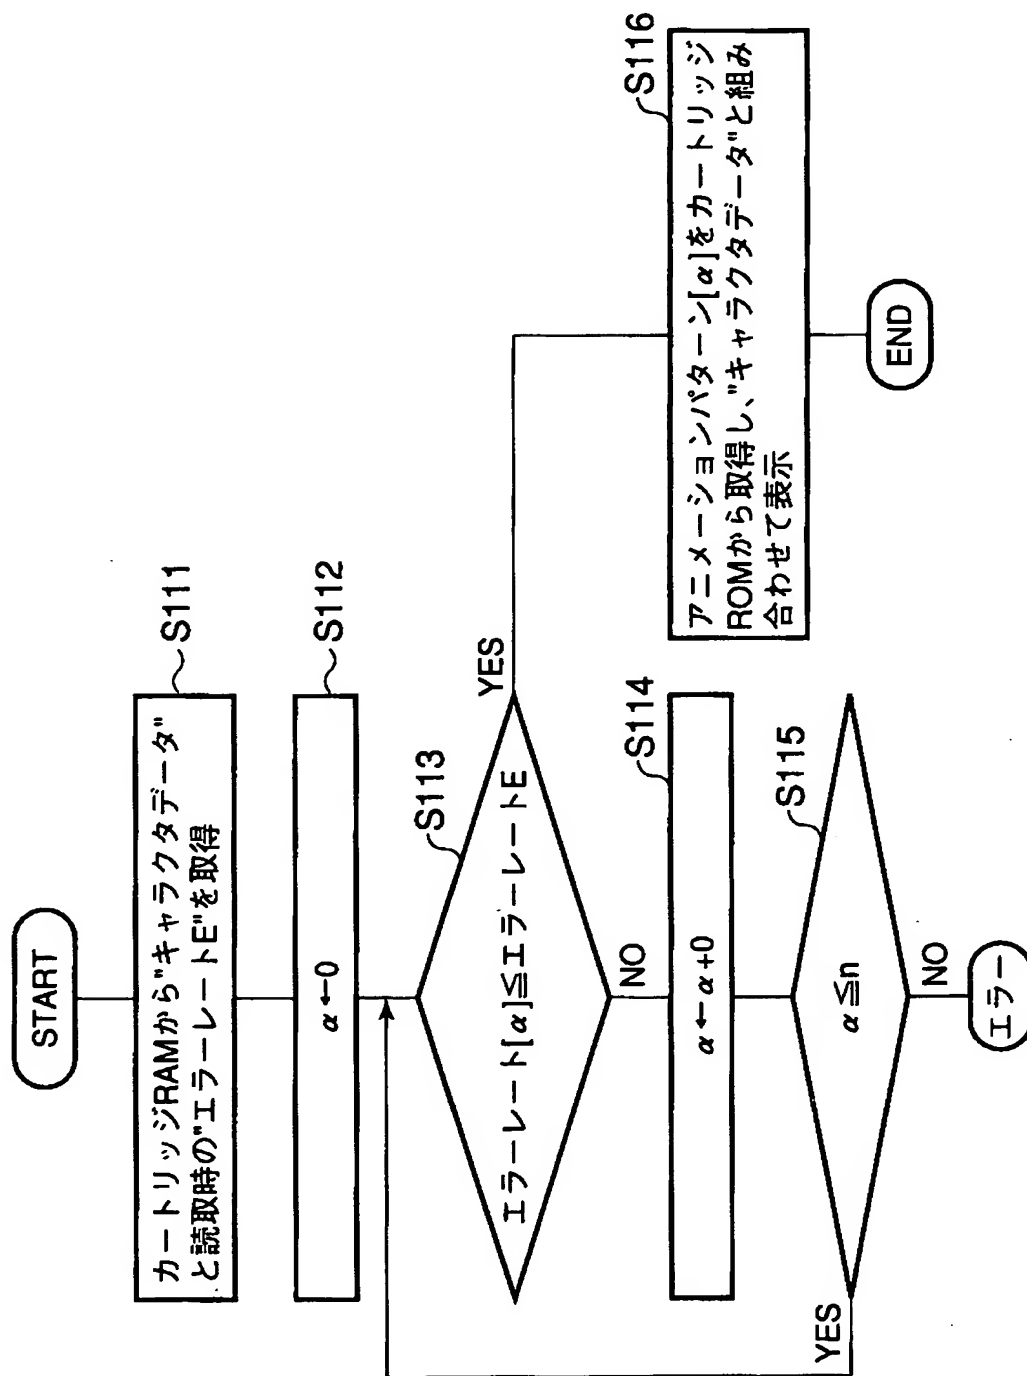 START
カートリッジRAMから"キャラクタデータ"
と読取時の"エラーレートE"を取得
S111
α←0
S112
エラーレート[α]≦エラーレートE
S113
YES
NO
α←α+0
S114
α≦n
S115
YES
NO
エラー
アニメーションパターン[α]をカートリッジ
ROMから取得し、"キャラクタデータ"と組み
合わせて表示
S116
END